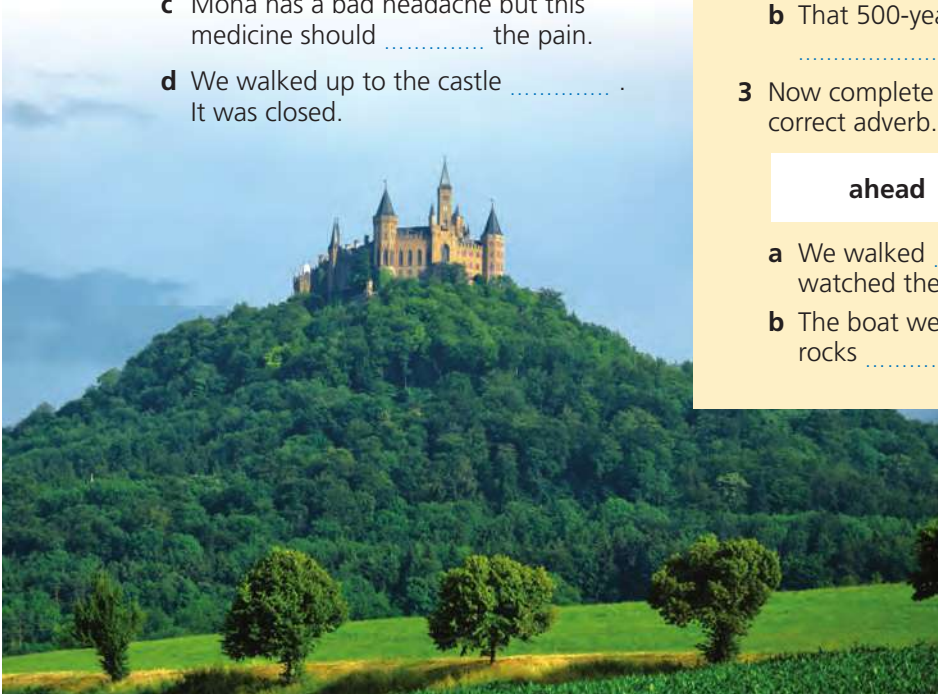 c Mona has a bad headache but this
medicine should .............. the pain.
d We walked up to the castle .............. .
It was closed.
b That 500-yea
3 Now complete
correct adverb.
ahead
a We walked
watched the
b The boat we
rocks ..........